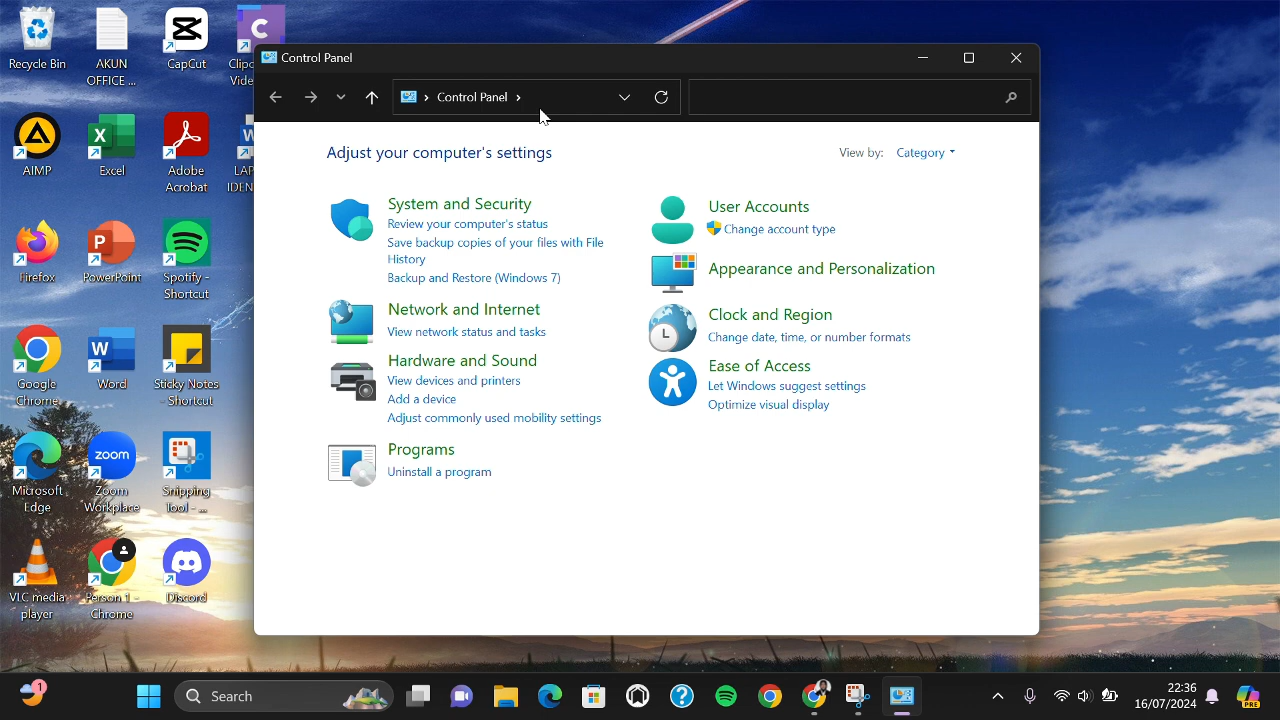 Recycle Bin
AKUN
OFFICE ...
CapCut
Clipc
Vide
AIMP
Excel
Adobe
Acrobat
LAP
IDEN
Firefox
PowerPoint
Spotify -
Shortcut
Google
Chrome
Word
Sticky Notes
- Shortcut
Microsoft
Edge
zoom
Zoom
Workplace
Snipping
Tool - ...
VLC media
player
Person 1 -
Chrome
Discord
Control Panel
Control Panel
Adjust your computer's settings
View by: Category
System and Security
Review your computer's status
Save backup copies of your files with File
History
Backup and Restore (Windows 7)
Network and Internet
View network status and tasks
Hardware and Sound
View devices and printers
Add a device
Adjust commonly used mobility settings
Programs
Uninstall a program
User Accounts
Change account type
Appearance and Personalization
Clock and Region
Change date, time, or number formats
Ease of Access
Let Windows suggest settings
Optimize visual display
1
Search
22:36
16/07/2024
PRE